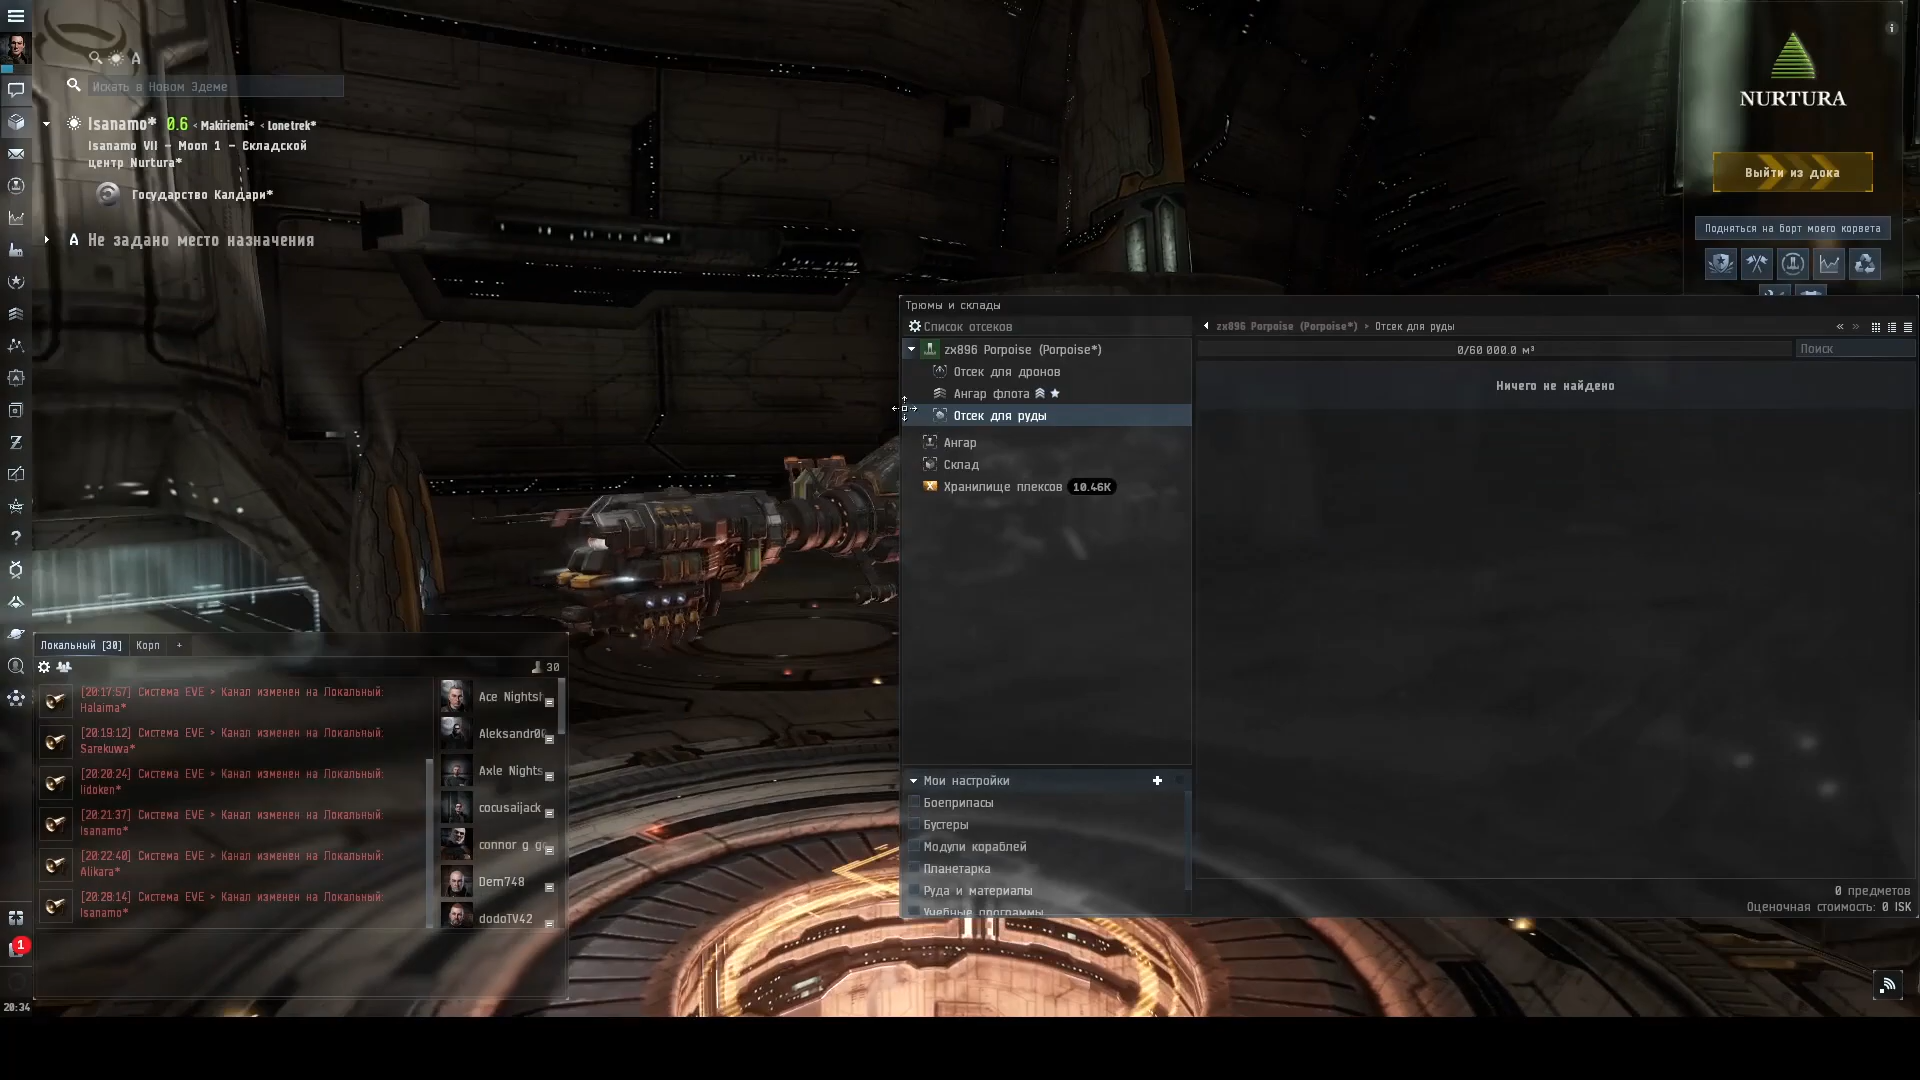 Искать в Новом Эдеме
Isanamo* 0.6 < Makiriemi* < Lonetrek*
Isanamo VII - Moon 1 - Складской
центр Nurtura*
Государство Калдари*
Не задано место назначения
NURTURA
Выйти из дока
Подняться на борт моего корвета
Трюмы и склады
Список отсеков
zx896 Porpoise (Porpoise*)
Отсек для дронов
Ангар флота
Отсек для руды
Ангар
Склад
Хранилище плексов 10.46K
zx896 Porpoise (Porpoise*) > Отсек для руды
0/60 000.0 м³
Поиск
Ничего не найдено
Мои настройки
Боеприпасы
Бустеры
Модули кораблей
Планетарка
Руда и материалы
Учебные программы
0 предметов
Оценочная стоимость: 0 ISK
Локальный [30] Корп +
30
[20:17:57] Система EVE > Канал изменен на Локальный:
Halaima*
[20:19:12] Система EVE > Канал изменен на Локальный:
Sarekuwa*
[20:20:24] Система EVE > Канал изменен на Локальный:
Iidoken*
[20:21:37] Система EVE > Канал изменен на Локальный:
Isanamo*
[20:22:40] Система EVE > Канал изменен на Локальный:
Alikara*
[20:28:14] Система EVE > Канал изменен на Локальный:
Isanamo*
Ace Nightsh
Aleksandr00
Axle Nights
cocusaijack
connor g g
Dem748
dodoTV42
1
20:34